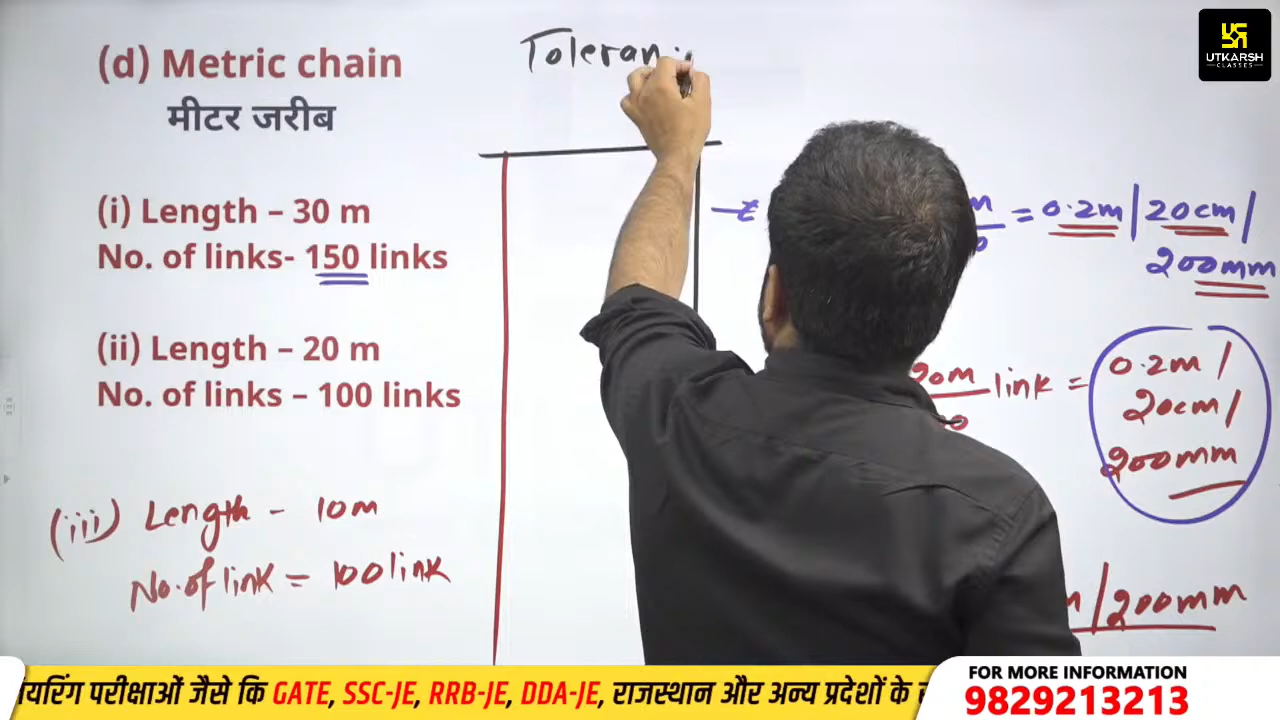 (d) Metric chain
मीटर जरीब
(i) Length – 30 m
No. of links- 150 links
(ii) Length – 20 m
No. of links – 100 links
(iii) Length - 10m
No. of link = 100 link
Toleran
= 0.2m | 20cm |
200mm
20m link =
0.2m |
20cm |
200mm
/ 200mm
UTKARSH
CLASSES
परीक्षाओं जैसे कि GATE, SSC-JE, RRB-JE, DDA-JE, राजस्थान और अन्य प्रदेशों के
FOR MORE INFORMATION
9829213213